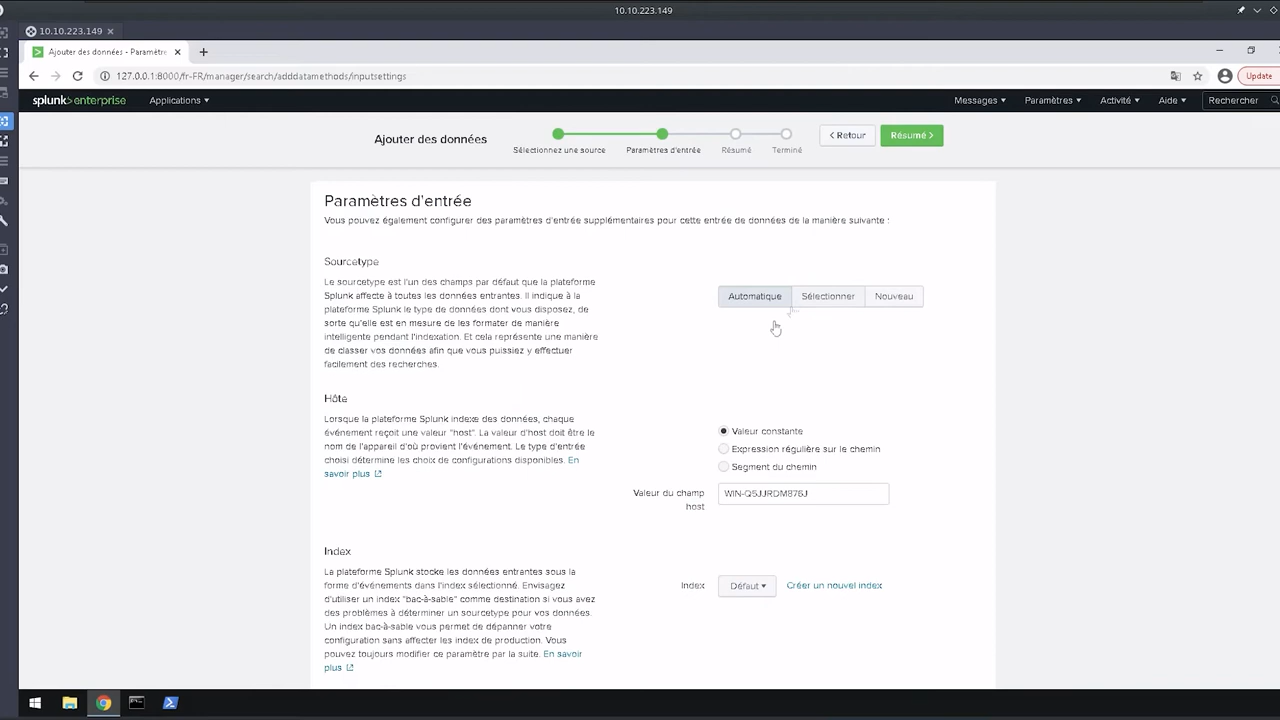 10.10.223.149
10.10.223.149
Ajouter des données - Paramètre
127.0.0.1:8000/fr-FR/manager/search/adddatamethods/inputsettings
Update
splunk>enterprise Applications Messages Paramètres Activité Aide Rechercher
Ajouter des données
Sélectionnez une source Paramètres d'entrée Résumé Terminé
< Retour Résumé >
Paramètres d'entrée
Vous pouvez également configurer des paramètres d'entrée supplémentaires pour cette entrée de données de la manière suivante :
Sourcetype
Le sourcetype est l'un des champs par défaut que la plateforme
Splunk affecte à toutes les données entrantes. Il indique à la
plateforme Splunk le type de données dont vous disposez, de
sorte qu'elle est en mesure de les formater de manière
intelligente pendant l'indexation. Et cela représente une manière
de classer vos données afin que vous puissiez y effectuer
facilement des recherches.
Automatique Sélectionner Nouveau
Hôte
Lorsque la plateforme Splunk indexe des données, chaque
événement reçoit une valeur "host". La valeur d'host doit être le
nom de l'appareil d'où provient l'événement. Le type d'entrée
choisi détermine les choix de configurations disponibles. En
savoir plus
Valeur constante
Expression régulière sur le chemin
Segment du chemin
Valeur du champ
host
WIN-Q5JJRDM876J
Index
La plateforme Splunk stocke les données entrantes sous la
forme d'événements dans l'index sélectionné. Envisagez
d'utiliser un index "bac-à-sable" comme destination si vous avez
des problèmes à déterminer un sourcetype pour vos données.
Un index bac-à-sable vous permet de dépanner votre
configuration sans affecter les index de production. Vous
pouvez toujours modifier ce paramètre par la suite. En savoir
plus
Index Défaut Créer un nouvel index